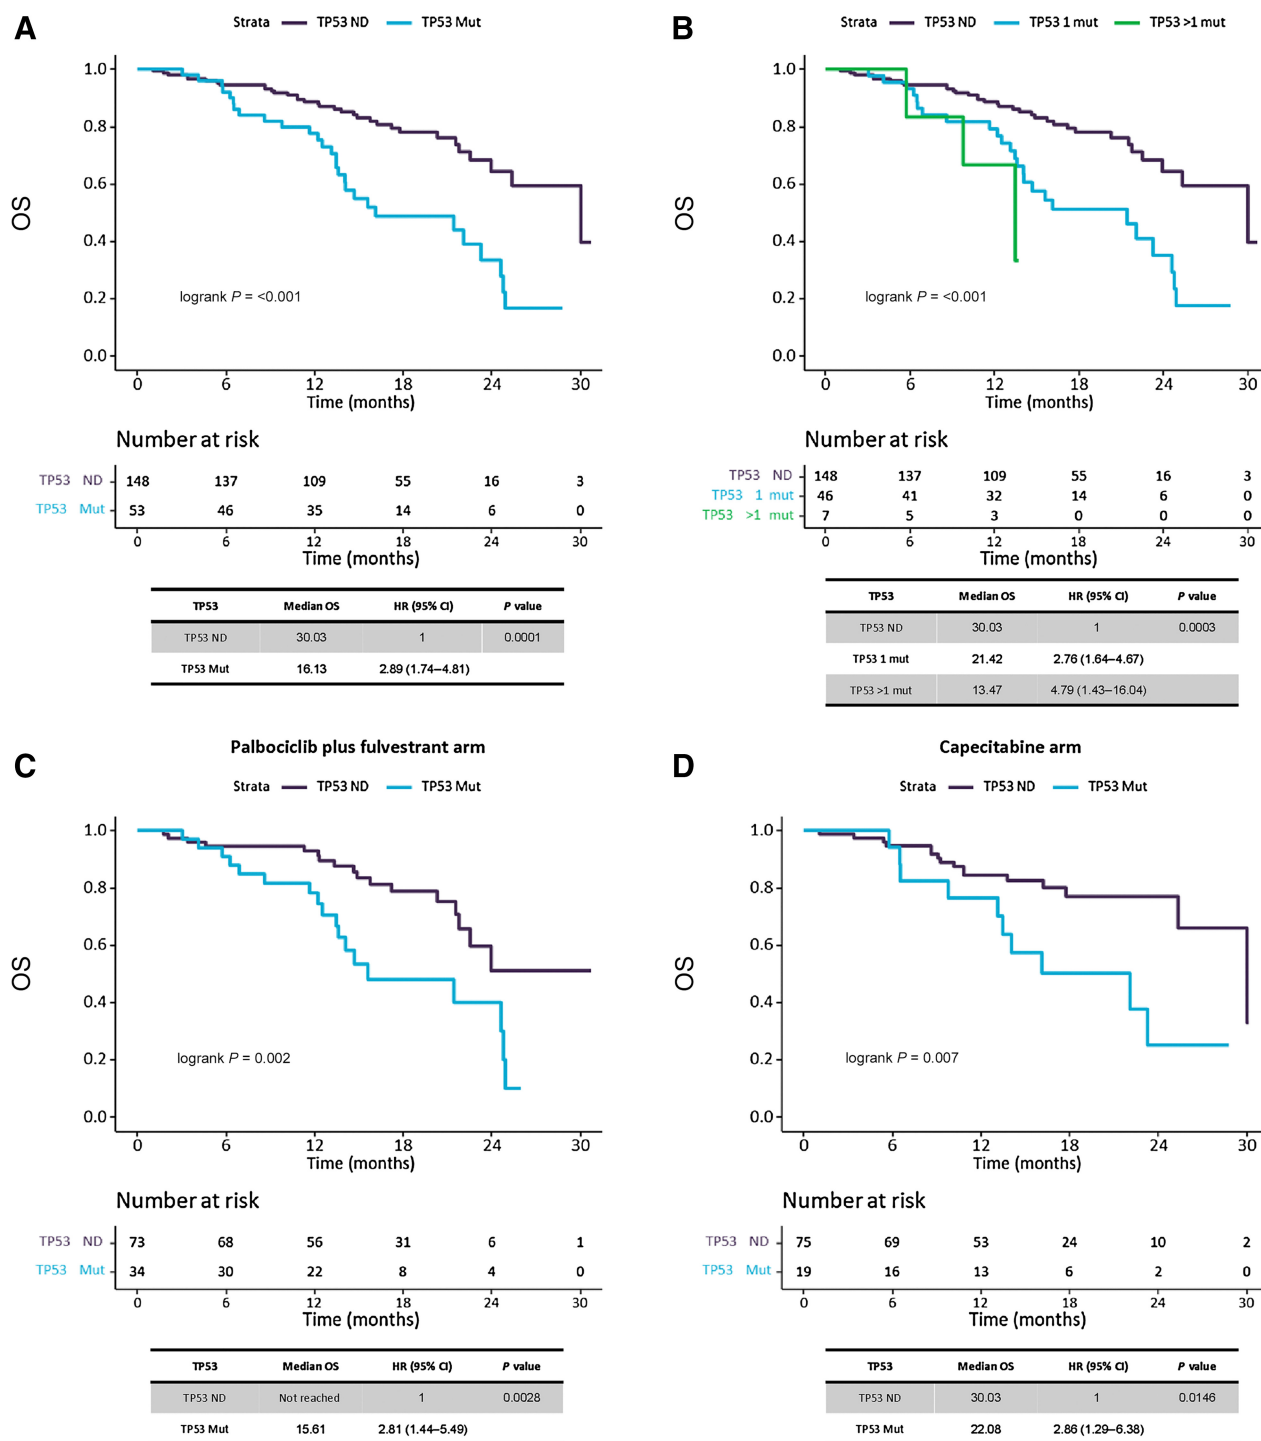 A
Strata TP53 ND TP53 Mut
1.0
0.8
0.6
0.4
0.2
0.0
OS
logrank P = <0.001
0 6 12 18 24 30
Time (months)
Number at risk
TP53 ND 148 137 109 55 16 3
TP53 Mut 53 46 35 14 6 0
0 6 12 18 24 30
Time (months)
TP53 Median OS HR (95% CI) P value
TP53 ND 30.03 1 0.0001
TP53 Mut 16.13 2.89 (1.74–4.81)
B
Strata TP53 ND TP53 1 mut TP53 >1 mut
1.0
0.8
0.6
0.4
0.2
0.0
OS
logrank P = <0.001
0 6 12 18 24 30
Time (months)
Number at risk
TP53 ND 148 137 109 55 16 3
TP53 1 mut 46 41 32 14 6 0
TP53 >1 mut 7 5 3 0 0 0
0 6 12 18 24 30
Time (months)
TP53 Median OS HR (95% CI) P value
TP53 ND 30.03 1 0.0003
TP53 1 mut 21.42 2.76 (1.64–4.67)
TP53 >1 mut 13.47 4.79 (1.43–16.04)
C
Palbociclib plus fulvestrant arm
Strata TP53 ND TP53 Mut
1.0
0.8
0.6
0.4
0.2
0.0
OS
logrank P = 0.002
0 6 12 18 24 30
Time (months)
Number at risk
TP53 ND 73 68 56 31 6 1
TP53 Mut 34 30 22 8 4 0
0 6 12 18 24 30
Time (months)
TP53 Median OS HR (95% CI) P value
TP53 ND Not reached 1 0.0028
TP53 Mut 15.61 2.81 (1.44–5.49)
D
Capecitabine arm
Strata TP53 ND TP53 Mut
1.0
0.8
0.6
0.4
0.2
0.0
OS
logrank P = 0.007
0 6 12 18 24 30
Time (months)
Number at risk
TP53 ND 75 69 53 24 10 2
TP53 Mut 19 16 13 6 2 0
0 6 12 18 24 30
Time (months)
TP53 Median OS HR (95% CI) P value
TP53 ND 30.03 1 0.0146
TP53 Mut 22.08 2.86 (1.29–6.38)